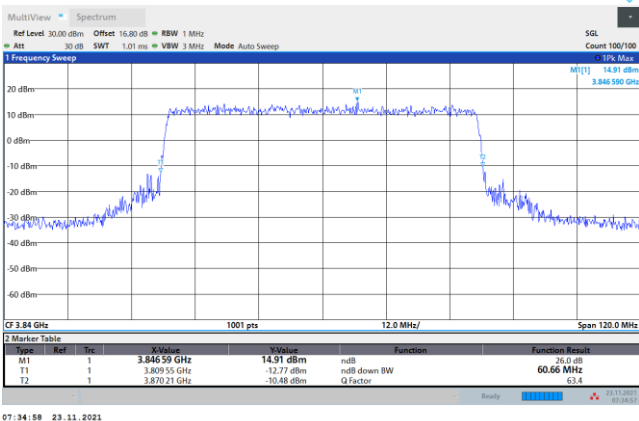 MultiView Spectrum
Ref Level 30.00 dBm Offset 16.80 dB RBW 1 MHz SGL
Att 30 dB SWT 1.01 ms VBW 3 MHz Mode Auto Sweep Count 100/100
1 Frequency Sweep 1Pk Max
M1[1] 14.91 dBm
3.846 590 GHz
M1
20 dBm
10 dBm
0 dBm
-10 dBm
T1 T2
-20 dBm
-30 dBm
-40 dBm
-50 dBm
-60 dBm
CF 3.84 GHz 1001 pts 12.0 MHz/ Span 120.0 MHz
2 Marker Table
Type Ref Trc X-Value Y-Value Function Function Result
M1 1 3.846 59 GHz 14.91 dBm ndB 26.0 dB
T1 1 3.809 55 GHz -12.77 dBm ndB down BW 60.66 MHz
T2 1 3.870 21 GHz -10.48 dBm Q Factor 63.4
Ready 23.11.2021
07:34:57
07:34:58 23.11.2021